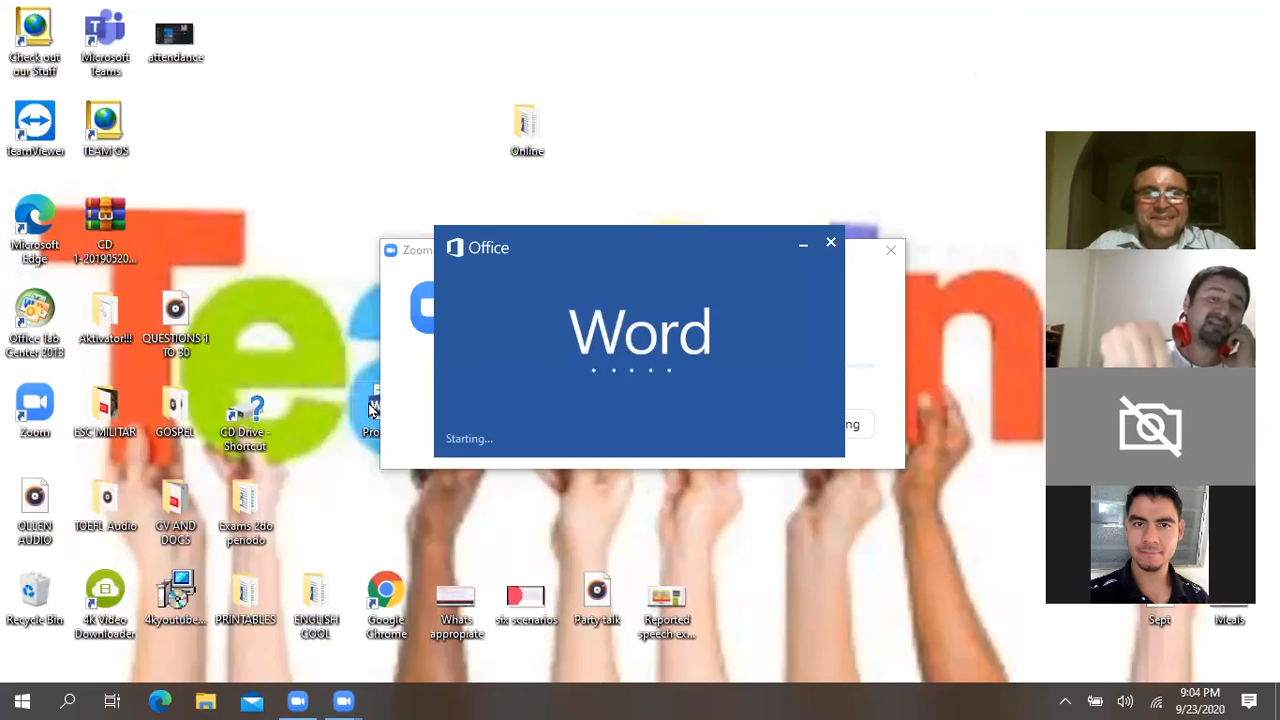 Check out
our Stuff
Microsoft
Teams
attendance
TeamViewer
TEAM OS
Online
Microsoft
Edge
CD
1-20190520...
Office Tab
Center 2013
Aktivator!!!
QUESTIONS 1
TO 30
Zoom
ESC MILITAR
GOSPEL
CD Drive -
Shortcut
Zoom
Office
Word
Starting...
ng
OLLEN
AUDIO
TOEFL Audio
CV AND
DOCS
Exams 2do
periodo
Recycle Bin
4K Video
Downloader
4kyoutube...
PRINTABLES
ENGLISH
COOL
Google
Chrome
Whats
appropiate
six scenarios
Party talk
Reported
speech ex...
Sept
Meals
9:04 PM
9/23/2020